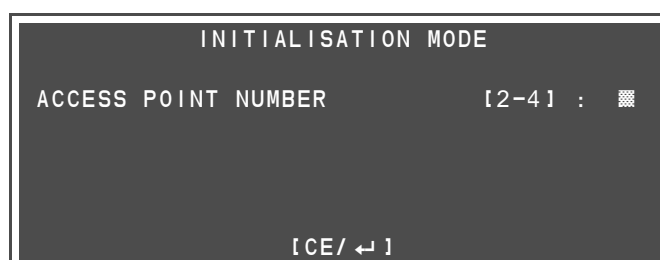 INITIALISATION MODE
ACCESS POINT NUMBER [2-4] :
[CE/↵]